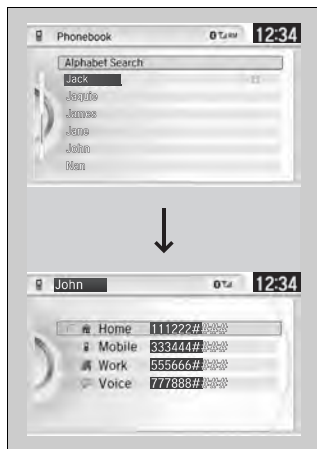 Phonebook 12:34
Alphabet Search
Jack
Jaquie
James
Jane
John
Nan
John 12:34
Home 111222####
Mobile 333444####
Work 555666####
Voice 777888####